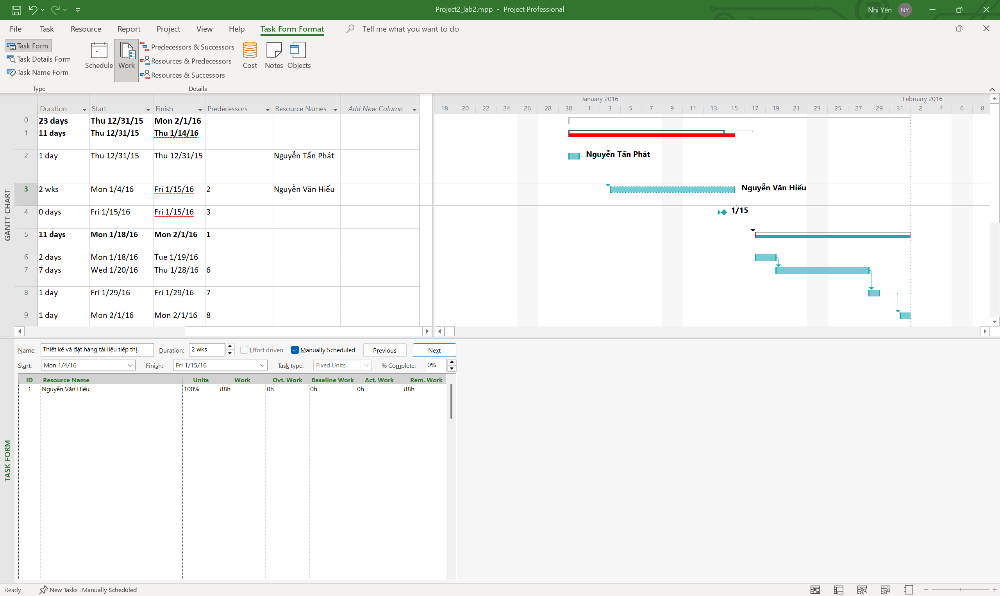 Project2_lab2.mpp - Project Professional
Nhi Yến NY
File Task Resource Report Project View Help Task Form Format Tell me what you want to do
Task Form
Task Details Form
Task Name Form
Type
Schedule
Work
Predecessors & Successors
Resources & Predecessors
Resources & Successors
Cost
Notes
Objects
Details
GANTT CHART
Duration Start Finish Predecessors Resource Names Add New Column
January 2016 February 2016
18 20 22 24 26 28 30 1 3 5 7 9 11 13 15 17 19 21 23 25 27 29 31 2 4 6 8
0 23 days Thu 12/31/15 Mon 2/1/16
1 11 days Thu 12/31/15 Thu 1/14/16
2 1 day Thu 12/31/15 Thu 12/31/15 Nguyễn Tấn Phát
Nguyễn Tấn Phát
3 2 wks Mon 1/4/16 Fri 1/15/16 2 Nguyễn Văn Hiếu
Nguyễn Văn Hiếu
4 0 days Fri 1/15/16 Fri 1/15/16 3
1/15
5 11 days Mon 1/18/16 Mon 2/1/16 1
6 2 days Mon 1/18/16 Tue 1/19/16
7 7 days Wed 1/20/16 Thu 1/28/16 6
8 1 day Fri 1/29/16 Fri 1/29/16 7
9 1 day Mon 2/1/16 Mon 2/1/16 8
TASK FORM
Name: Thiết kế và đặt hàng tài liệu tiếp thị Duration: 2 wks Effort driven Manually Scheduled Previous Next
Start: Mon 1/4/16 Finish: Fri 1/15/16 Task type: Fixed Units % Complete: 0%
ID Resource Name Units Work Ovt. Work Baseline Work Act. Work Rem. Work
1 Nguyễn Văn Hiếu 100% 88h 0h 0h 0h 88h
Ready New Tasks : Manually Scheduled